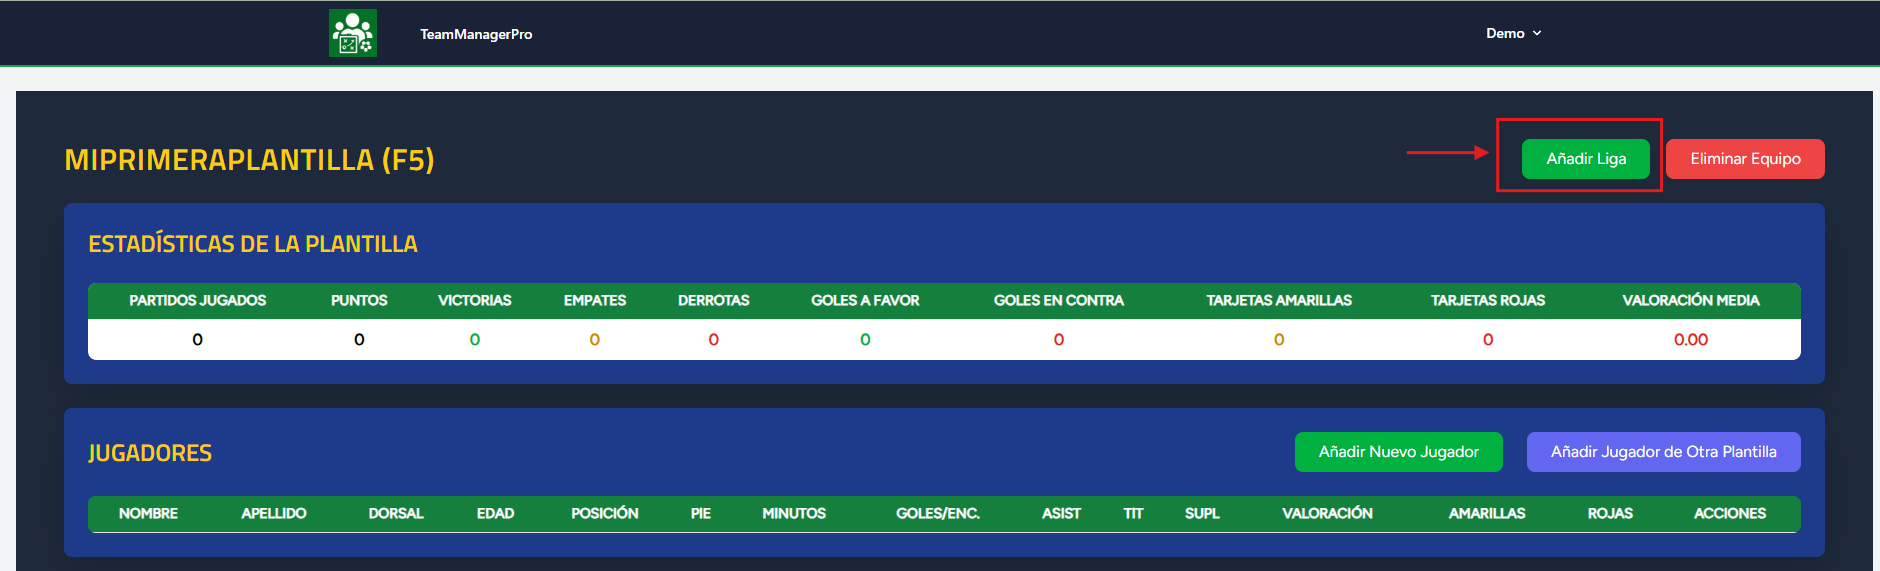 TeamManagerPro Demo
MIPRIMERAPLANTILLA (F5) Añadir Liga Eliminar Equipo
ESTADÍSTICAS DE LA PLANTILLA
PARTIDOS JUGADOS PUNTOS VICTORIAS EMPATES DERROTAS GOLES A FAVOR GOLES EN CONTRA TARJETAS AMARILLAS TARJETAS ROJAS VALORACIÓN MEDIA
0 0 0 0 0 0 0 0 0 0.00
JUGADORES Añadir Nuevo Jugador Añadir Jugador de Otra Plantilla
NOMBRE APELLIDO DORSAL EDAD POSICIÓN PIE MINUTOS GOLES/ENC. ASIST TIT SUPL VALORACIÓN AMARILLAS ROJAS ACCIONES